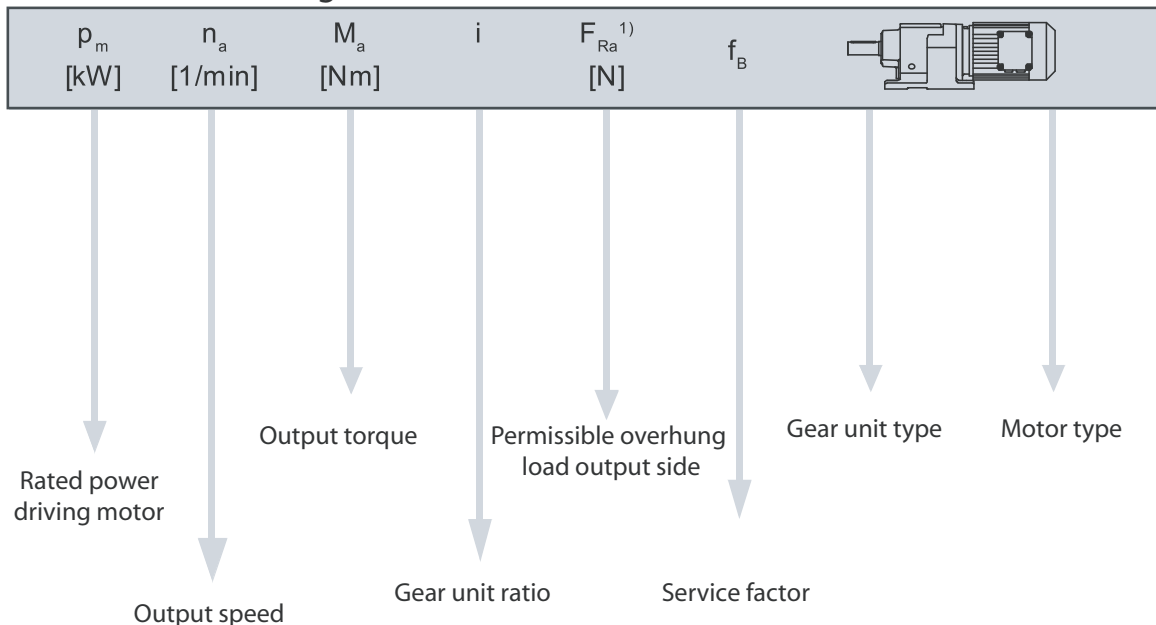 p_m n_a M_a i F_Ra 1) f_B
[kW] [1/min] [Nm] [N]
Output torque
Permissible overhung
load output side
Gear unit type
Motor type
Rated power
driving motor
Gear unit ratio
Service factor
Output speed